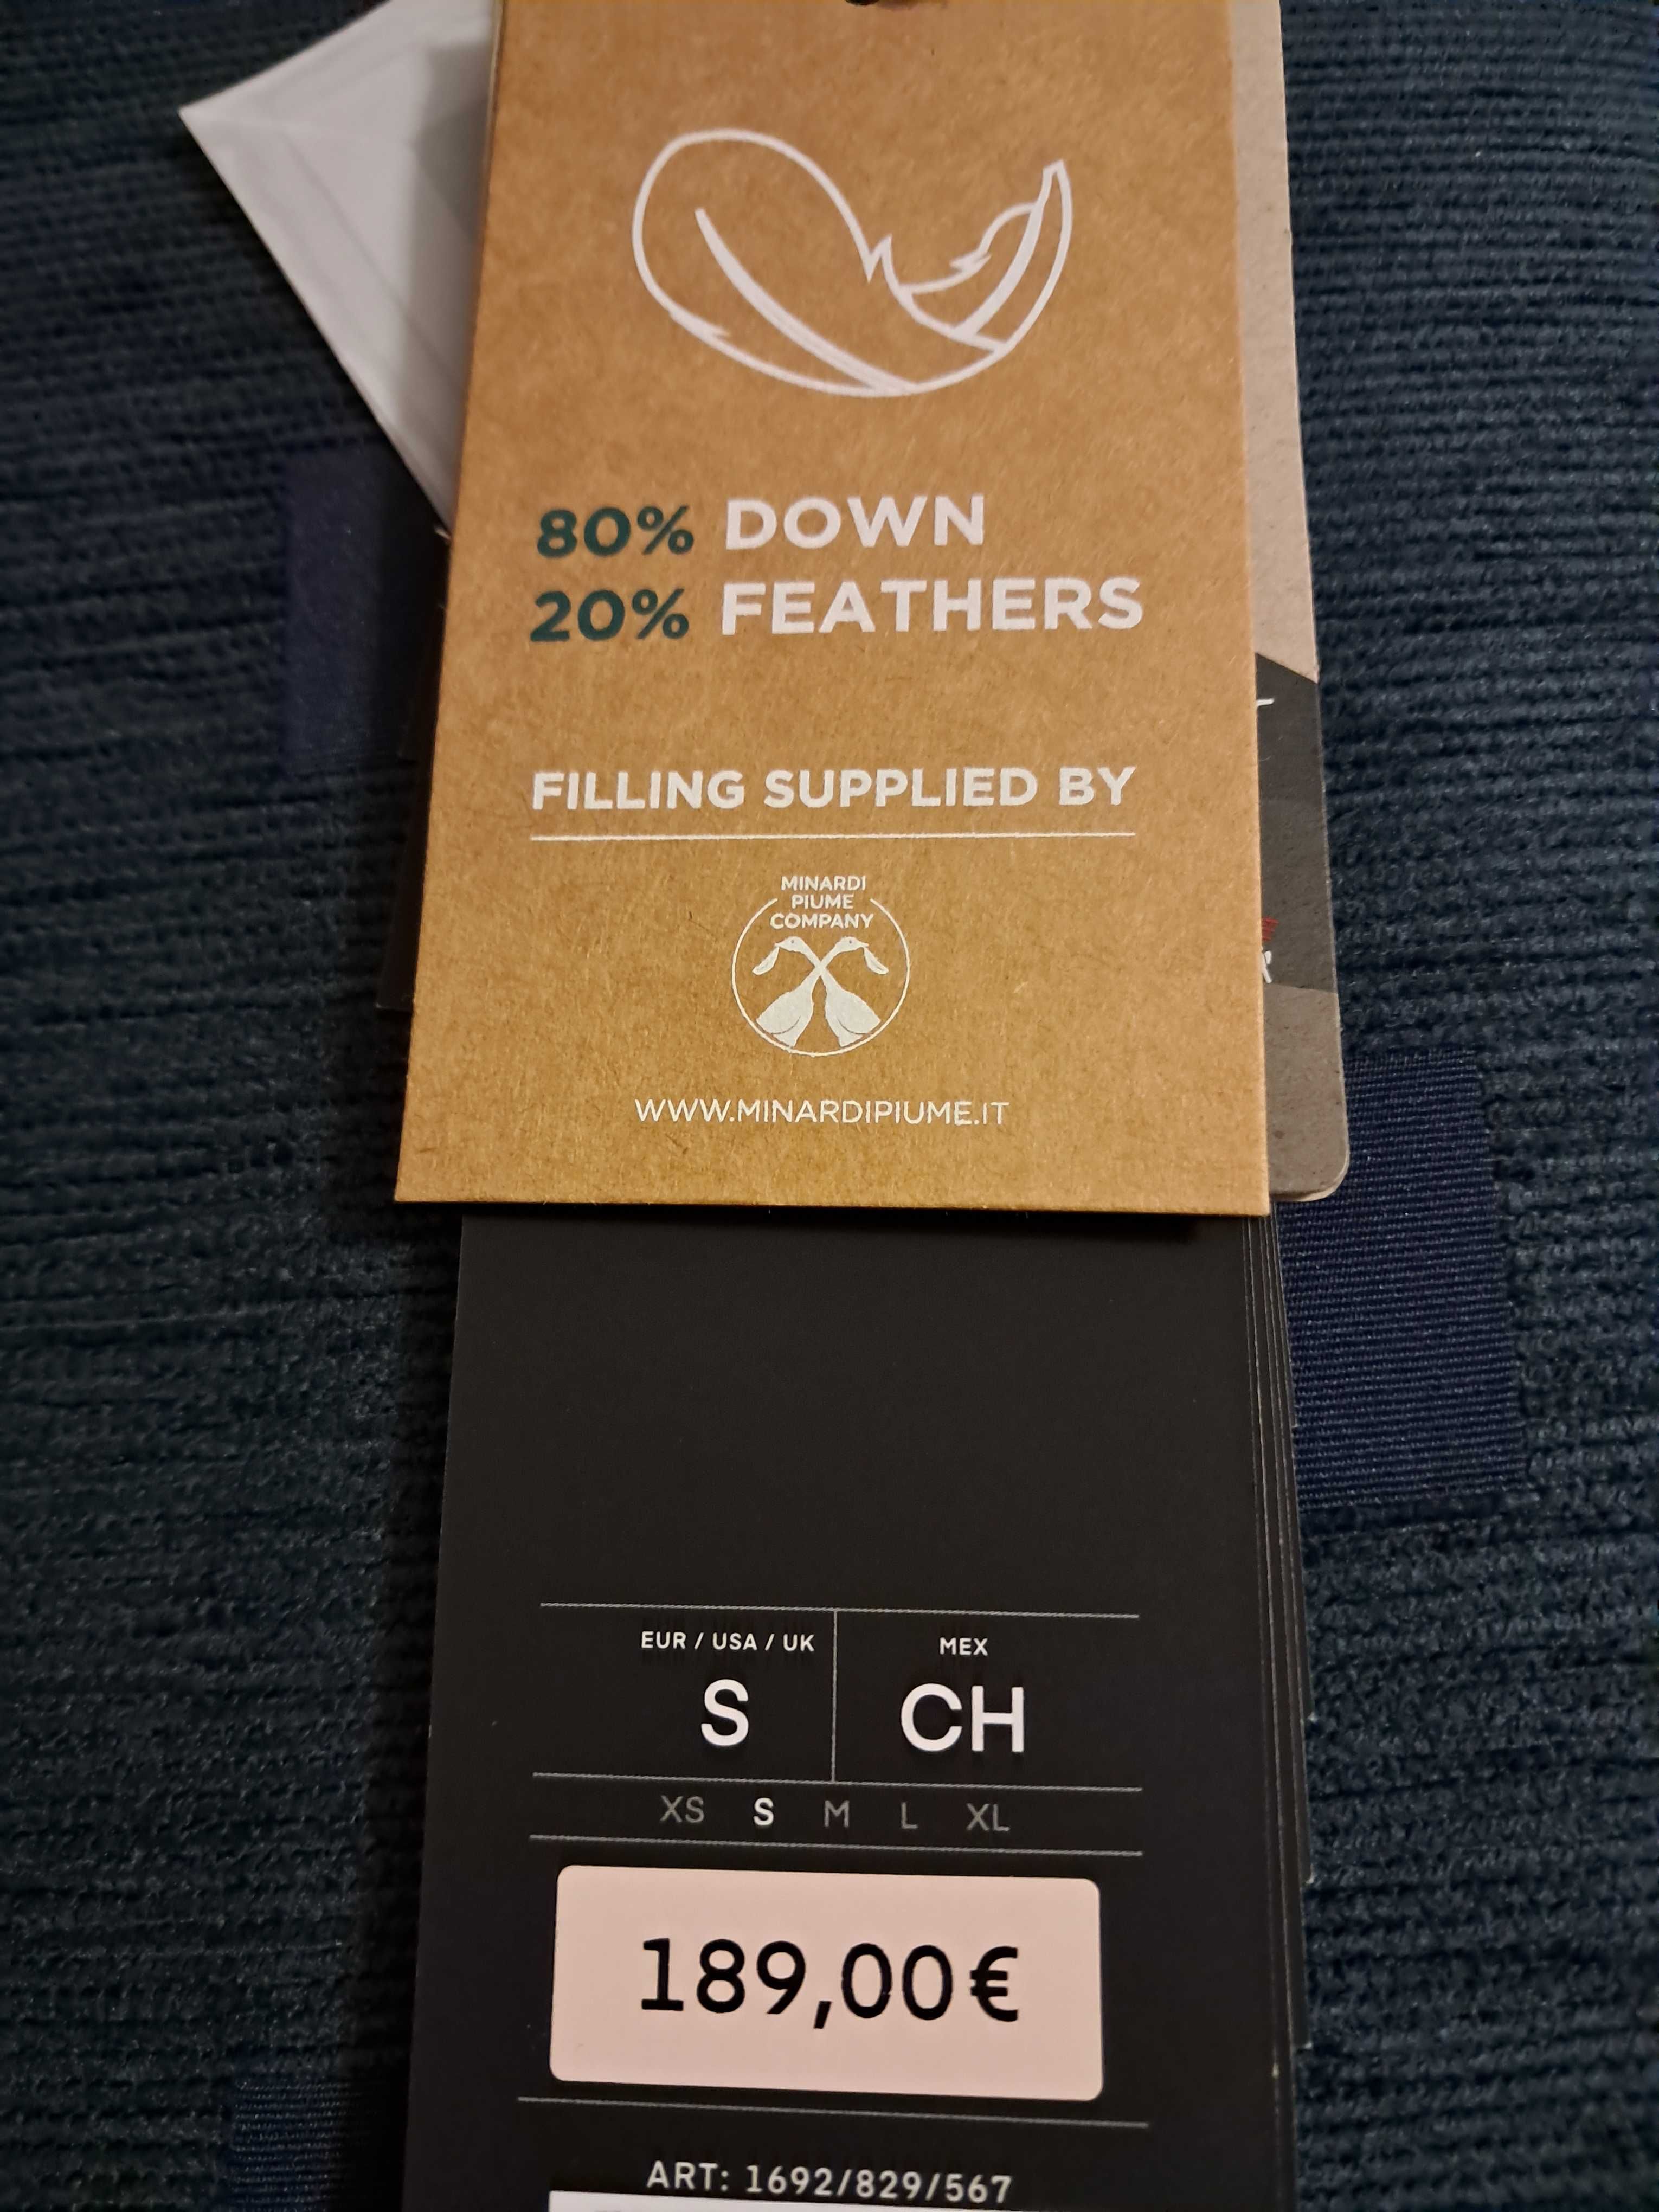 80% DOWN
20% FEATHERS
FILLING SUPPLIED BY
MINARDI
PIUME
COMPANY
WWW.MINARDIPIUME.IT
EUR / USA / UK
MEX
S
CH
XS S M L XL
189,00€
ART: 1692/829/567